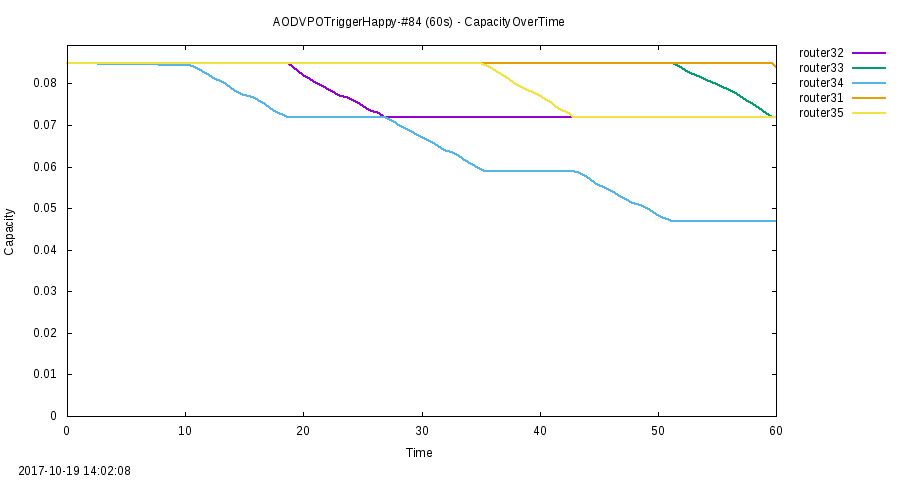 AODVPOTriggerHappy-#84 (60s) - CapacityOverTime
router32
router33
router34
router31
router35
0.08
0.07
0.06
0.05
0.04
0.03
0.02
0.01
0
Capacity
0 10 20 30 40 50 60
Time
2017-10-19 14:02:08